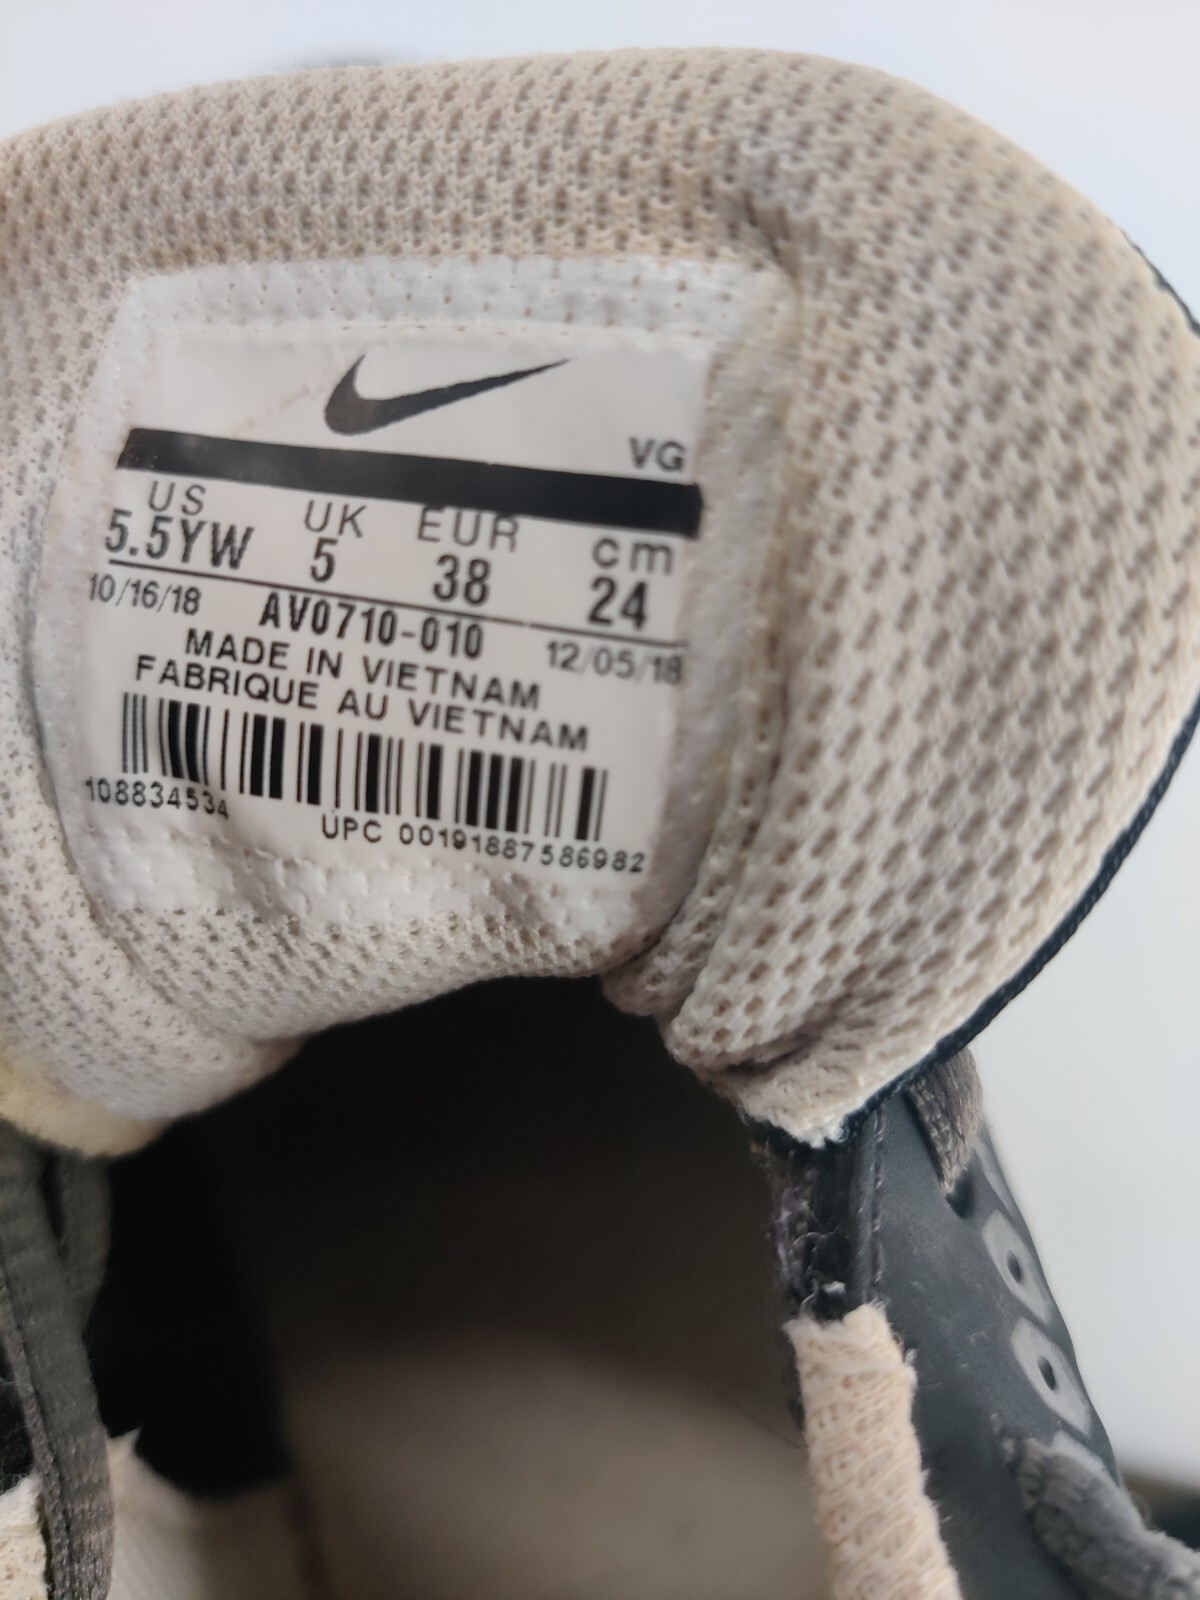 VG
US UK EUR cm
5.5YW 5 38 24
10/16/18 AV0710-010 12/05/18
MADE IN VIETNAM
FABRIQUE AU VIETNAM
108834534
UPC 00191887586982